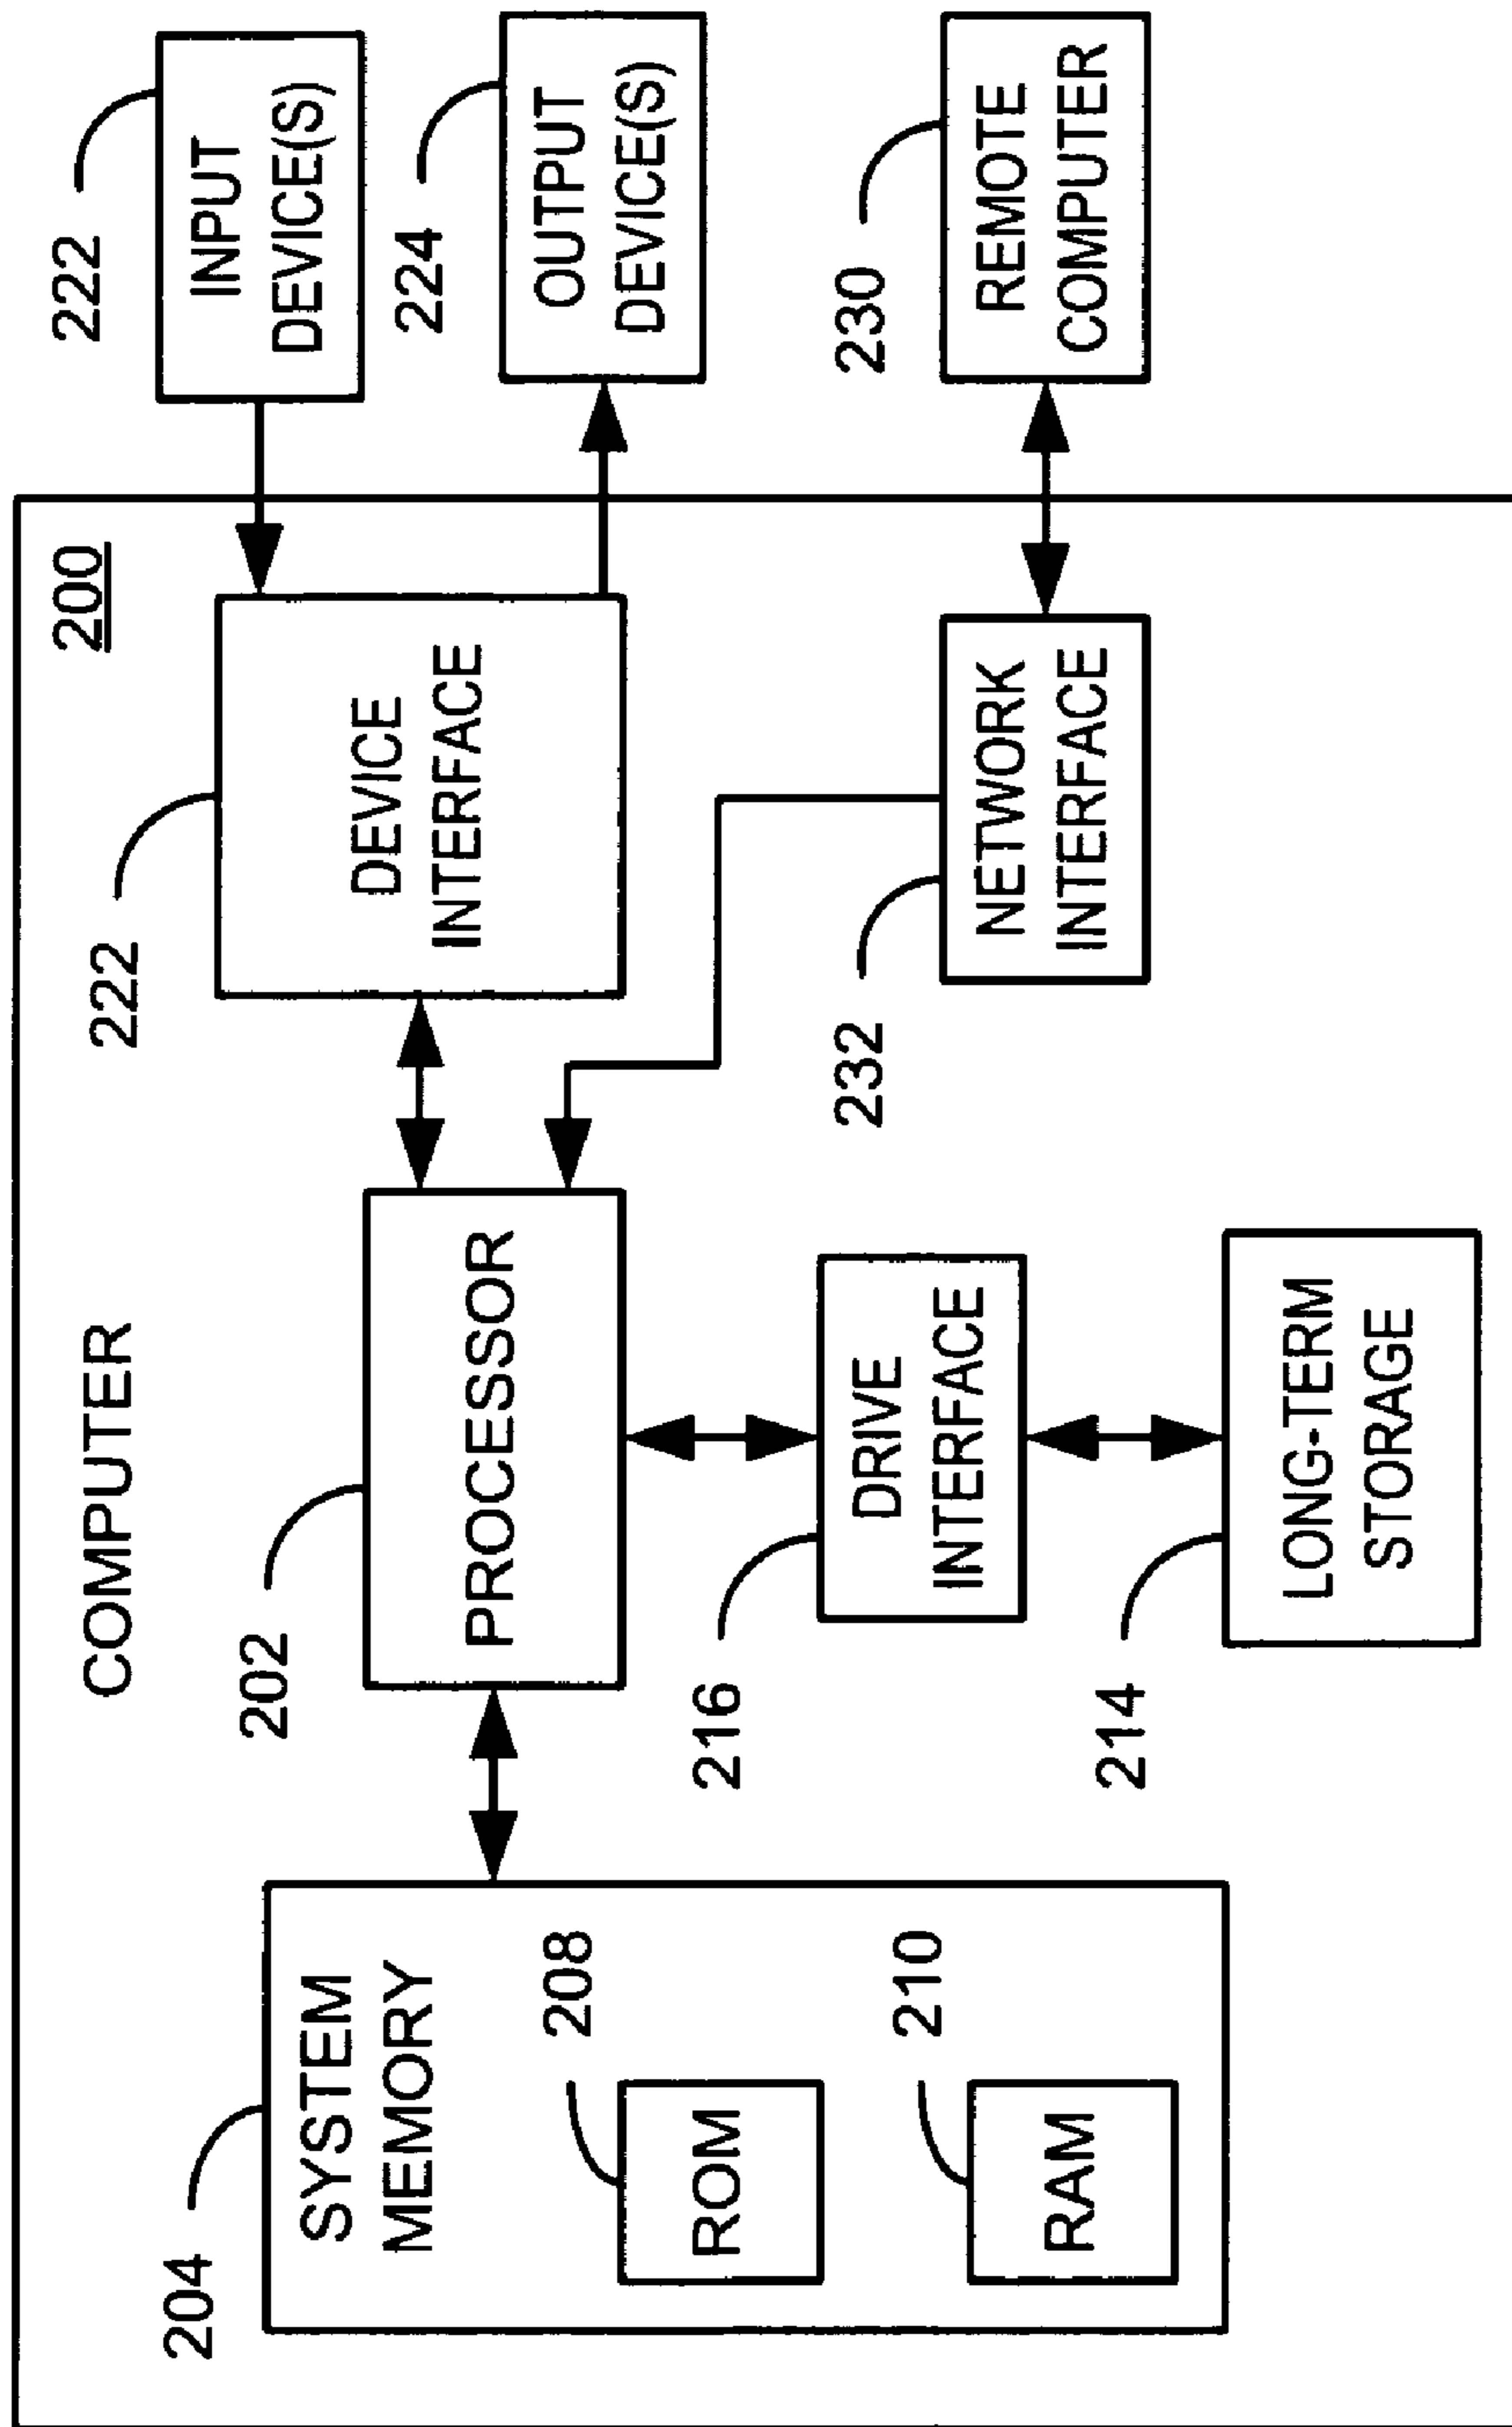 COMPUTER
200
204
SYSTEM
MEMORY
208
ROM
210
RAM
202
PROCESSOR
216
DRIVE
INTERFACE
214
LONG-TERM
STORAGE
222
DEVICE
INTERFACE
232
NETWORK
INTERFACE
222
INPUT
DEVICE(S)
224
OUTPUT
DEVICE(S)
230
REMOTE
COMPUTER